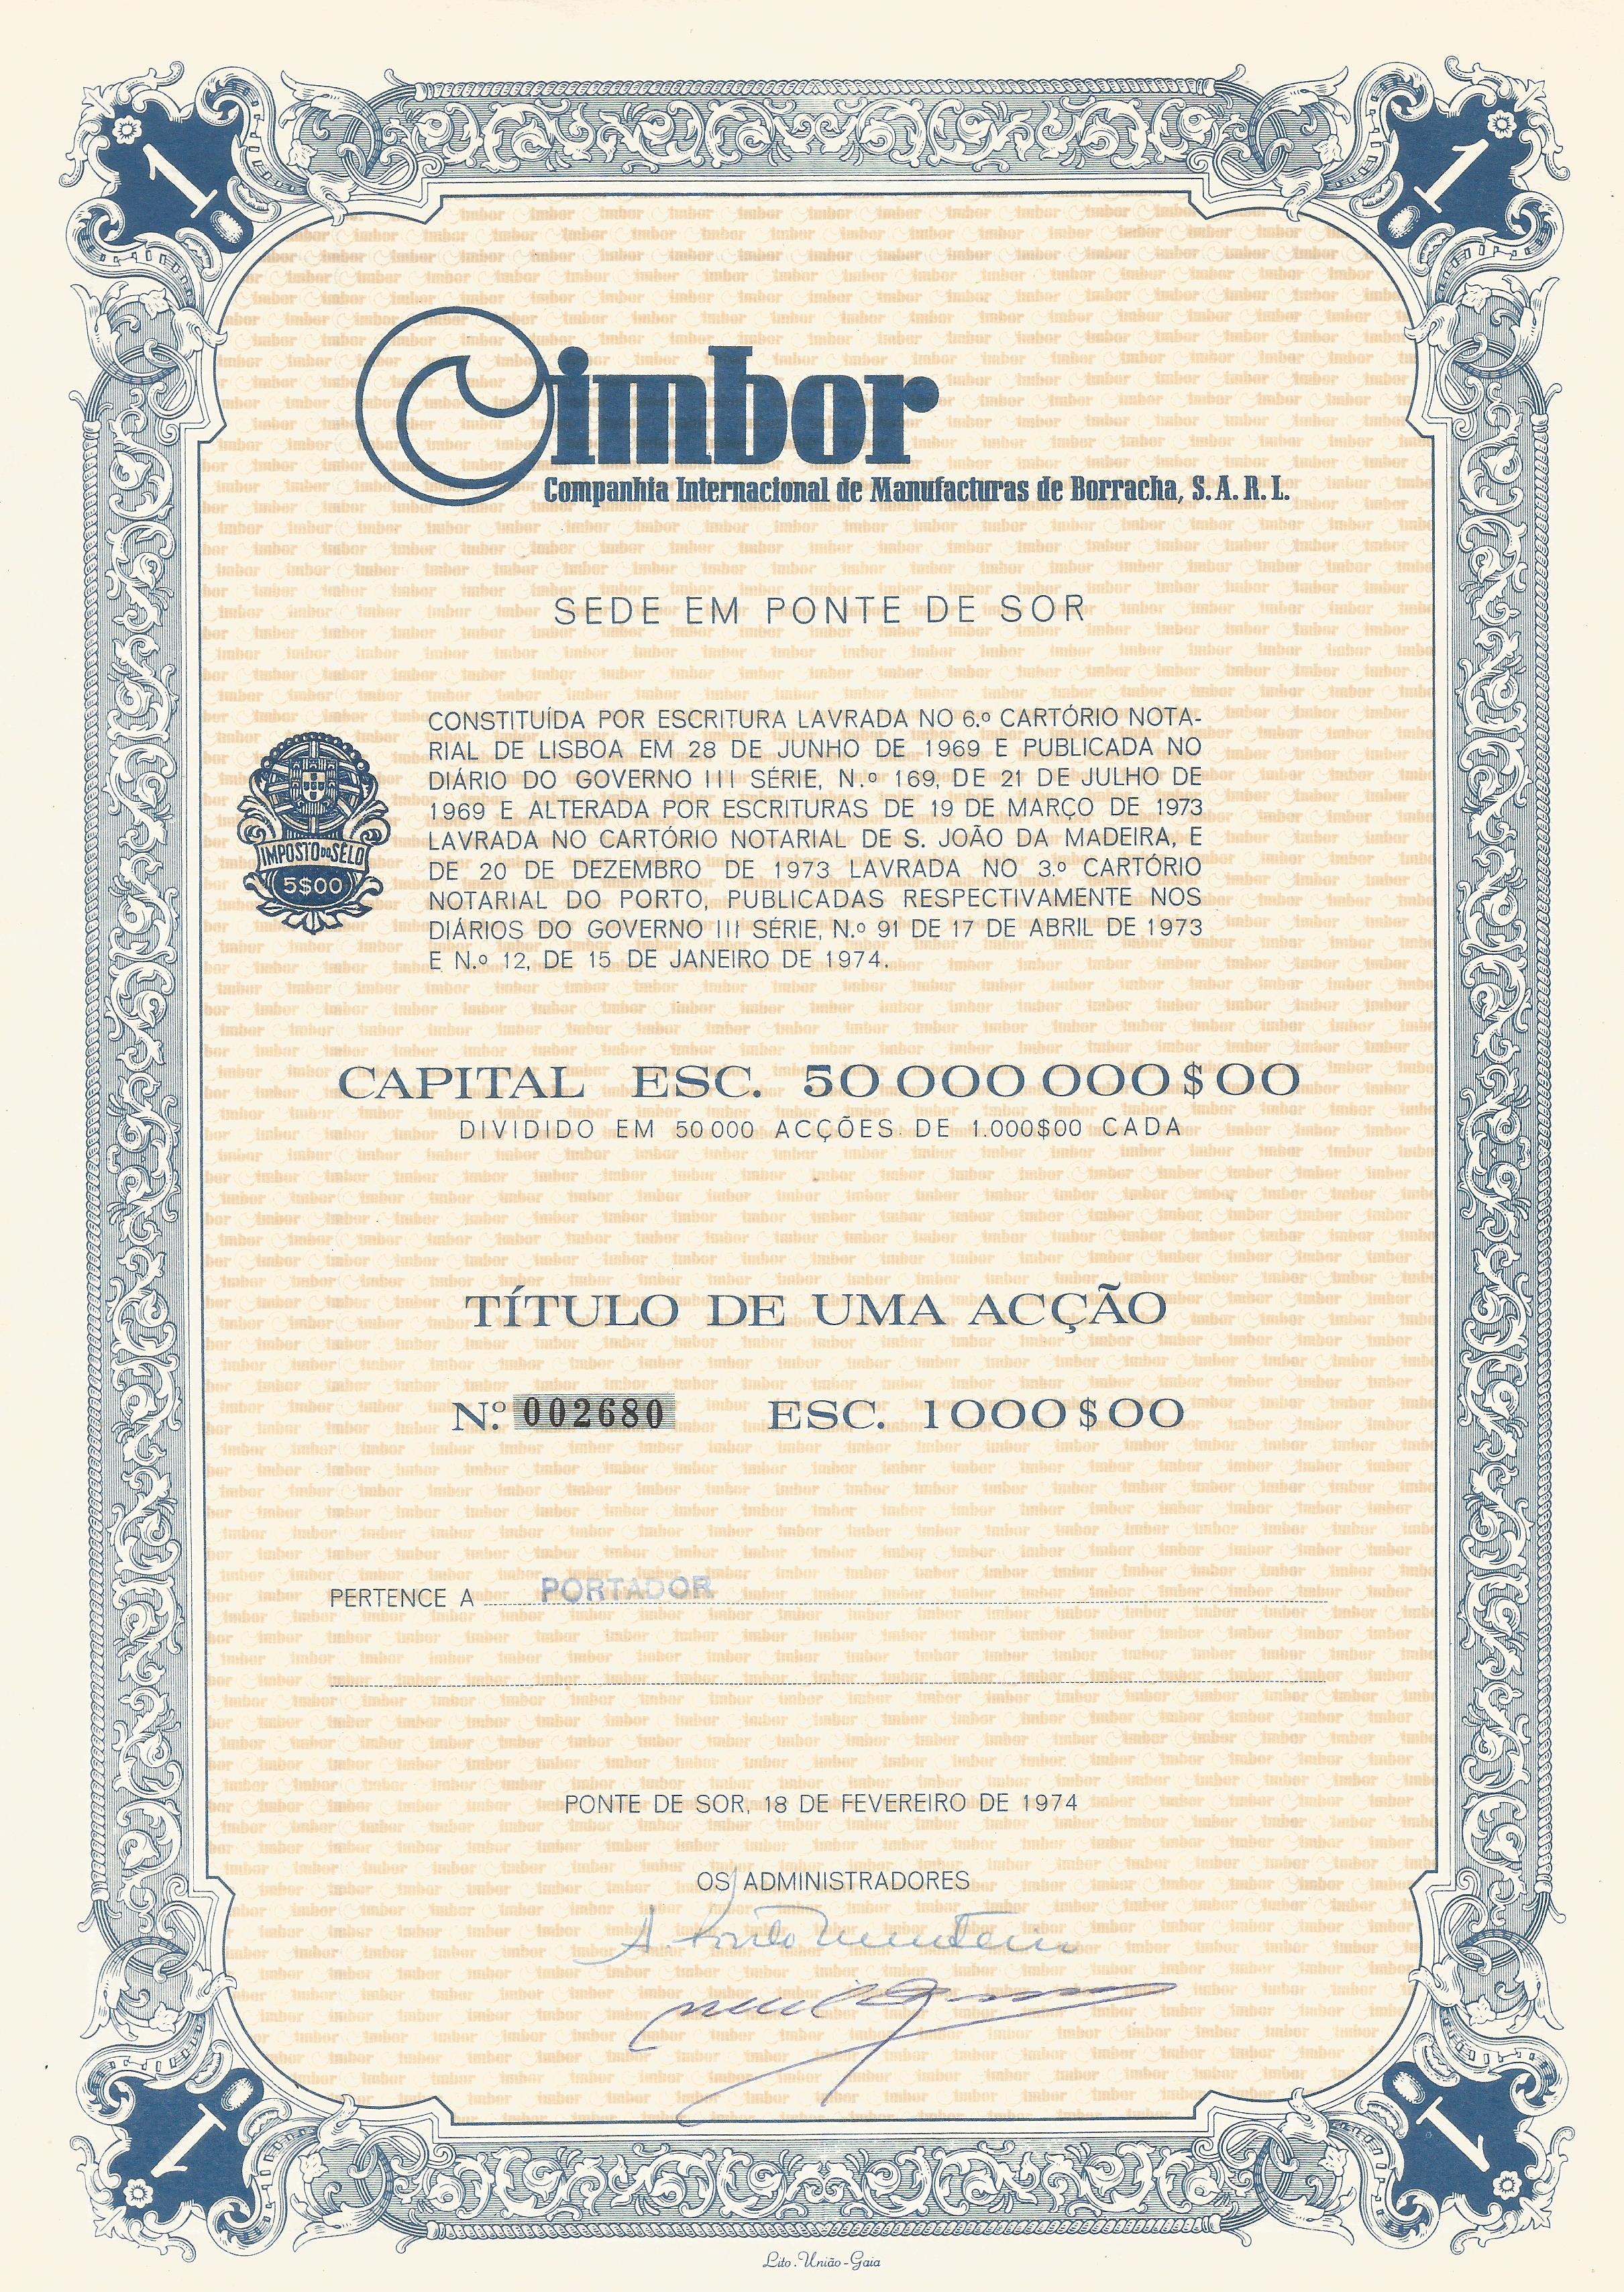 1 1
Cimbor
Companhia Internacional de Manufacturas de Borracha, S.A.R.L.
SEDE EM PONTE DE SOR
CONSTITUÍDA POR ESCRITURA LAVRADA NO 6.º CARTÓRIO NOTA-
RIAL DE LISBOA EM 28 DE JUNHO DE 1969 E PUBLICADA NO
DIÁRIO DO GOVERNO III SÉRIE, N.º 169, DE 21 DE JULHO DE
1969 E ALTERADA POR ESCRITURAS DE 19 DE MARÇO DE 1973
LAVRADA NO CARTÓRIO NOTARIAL DE S. JOÃO DA MADEIRA, E
DE 20 DE DEZEMBRO DE 1973 LAVRADA NO 3.º CARTÓRIO
NOTARIAL DO PORTO, PUBLICADAS RESPECTIVAMENTE NOS
DIÁRIOS DO GOVERNO III SÉRIE, N.º 91 DE 17 DE ABRIL DE 1973
E N.º 12, DE 15 DE JANEIRO DE 1974.
IMPOSTO DO SÊLO
5$00
CAPITAL ESC. 50 000 000$00
DIVIDIDO EM 50 000 ACÇÕES DE 1.000$00 CADA
TÍTULO DE UMA ACÇÃO
N.º 002680 ESC. 1000$00
PERTENCE A PORTADOR
PONTE DE SOR, 18 DE FEVEREIRO DE 1974
OS ADMINISTRADORES
1 1
Lito. União - Gaia